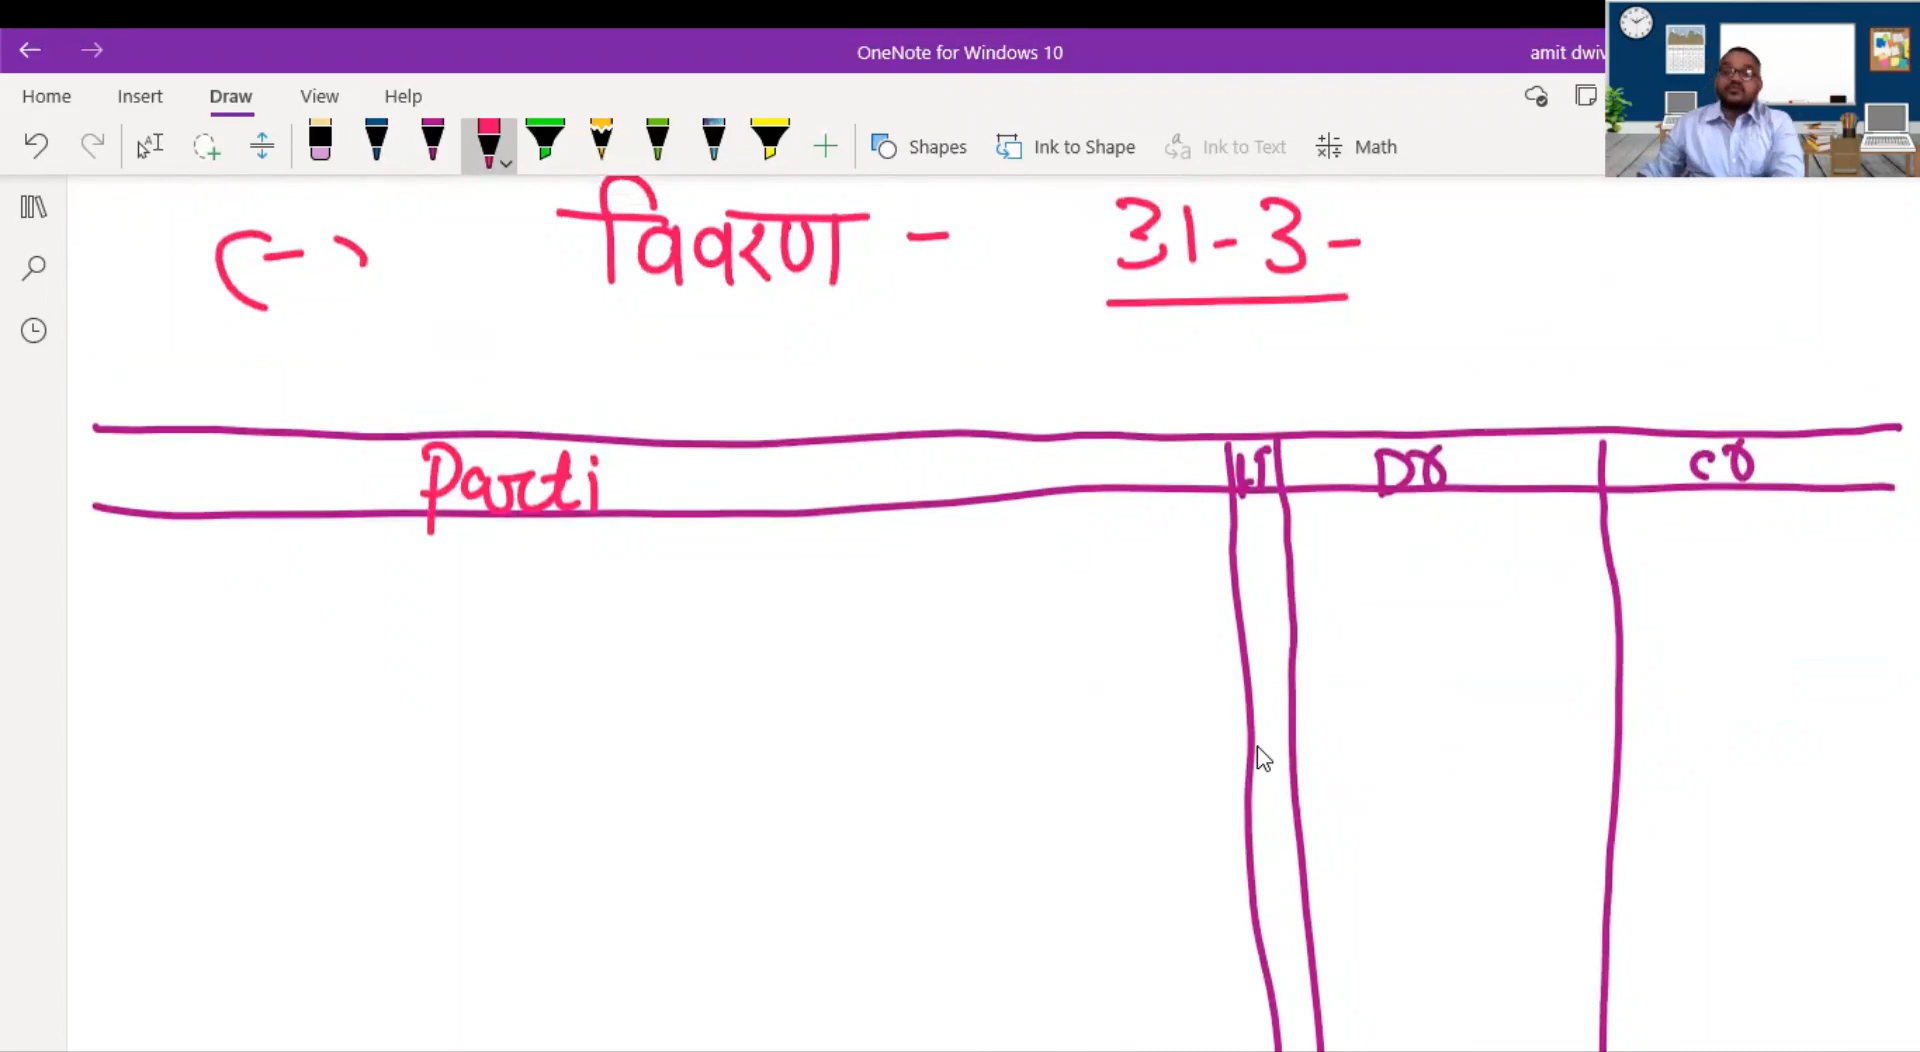 OneNote for Windows 10
amit dwiv
Home Insert Draw View Help
Shapes Ink to Shape Ink to Text Math
विवरण - 31-3-
Parti LF Dr Cr